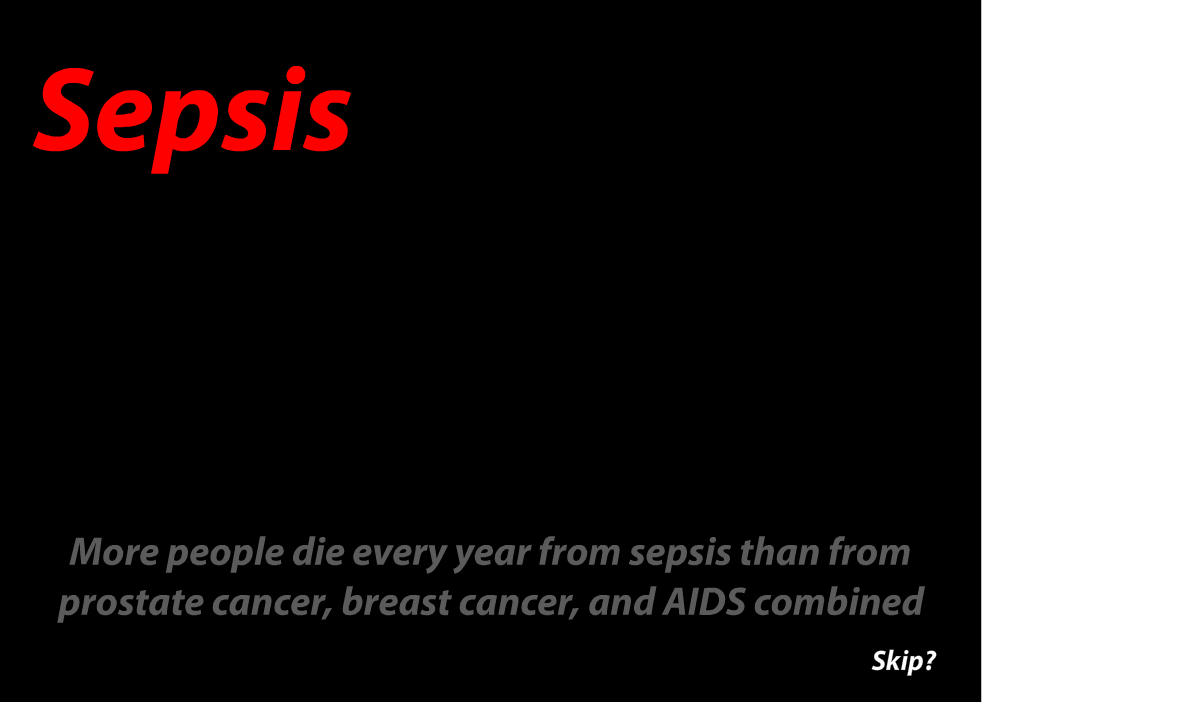 Sepsis
More people die every year from sepsis than from
prostate cancer, breast cancer, and AIDS combined
Skip?